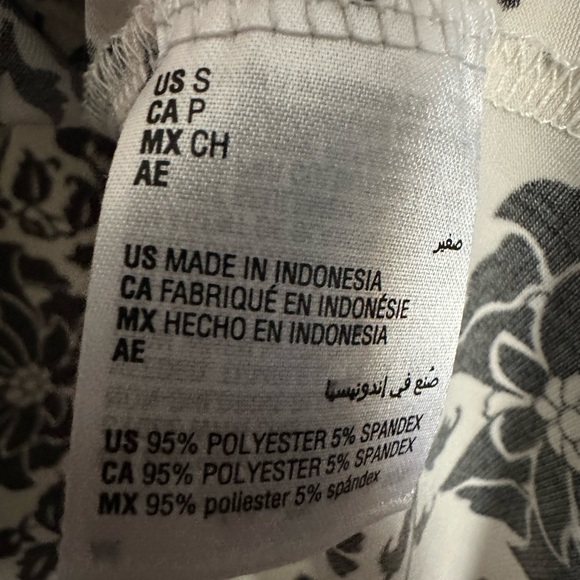 US S
CA P
MX CH
AE
صغير
US MADE IN INDONESIA
CA FABRIQUÉ EN INDONÉSIE
MX HECHO EN INDONESIA
AE
صُنع في إندونيسيا
US 95% POLYESTER 5% SPANDEX
CA 95% POLYESTER 5% SPANDEX
MX 95% poliester 5% spándex